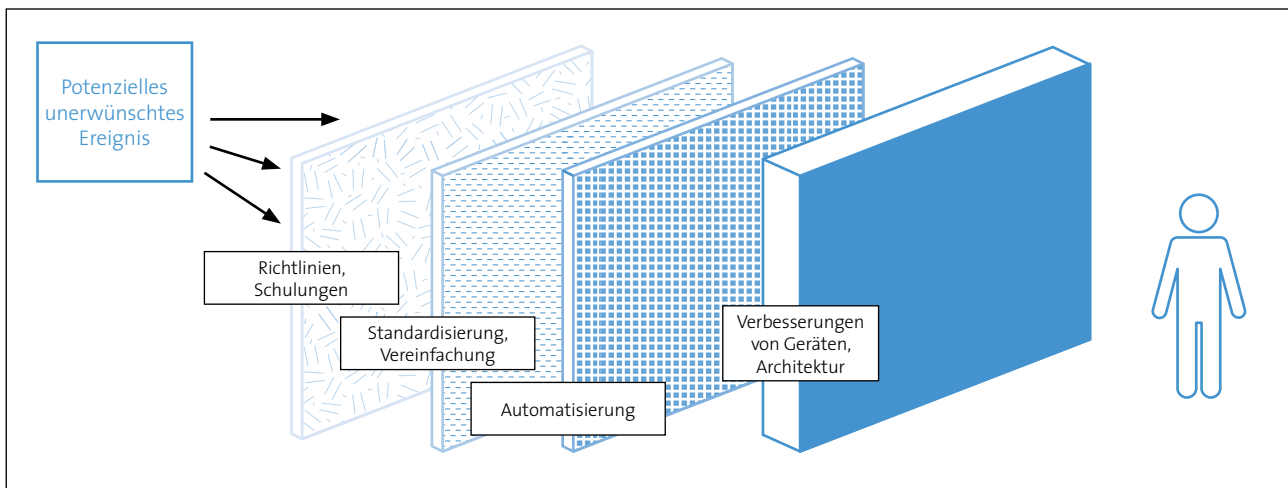 Potenzielles
unerwünschtes
Ereignis
Richtlinien,
Schulungen
Standardisierung,
Vereinfachung
Automatisierung
Verbesserungen
von Geräten,
Architektur